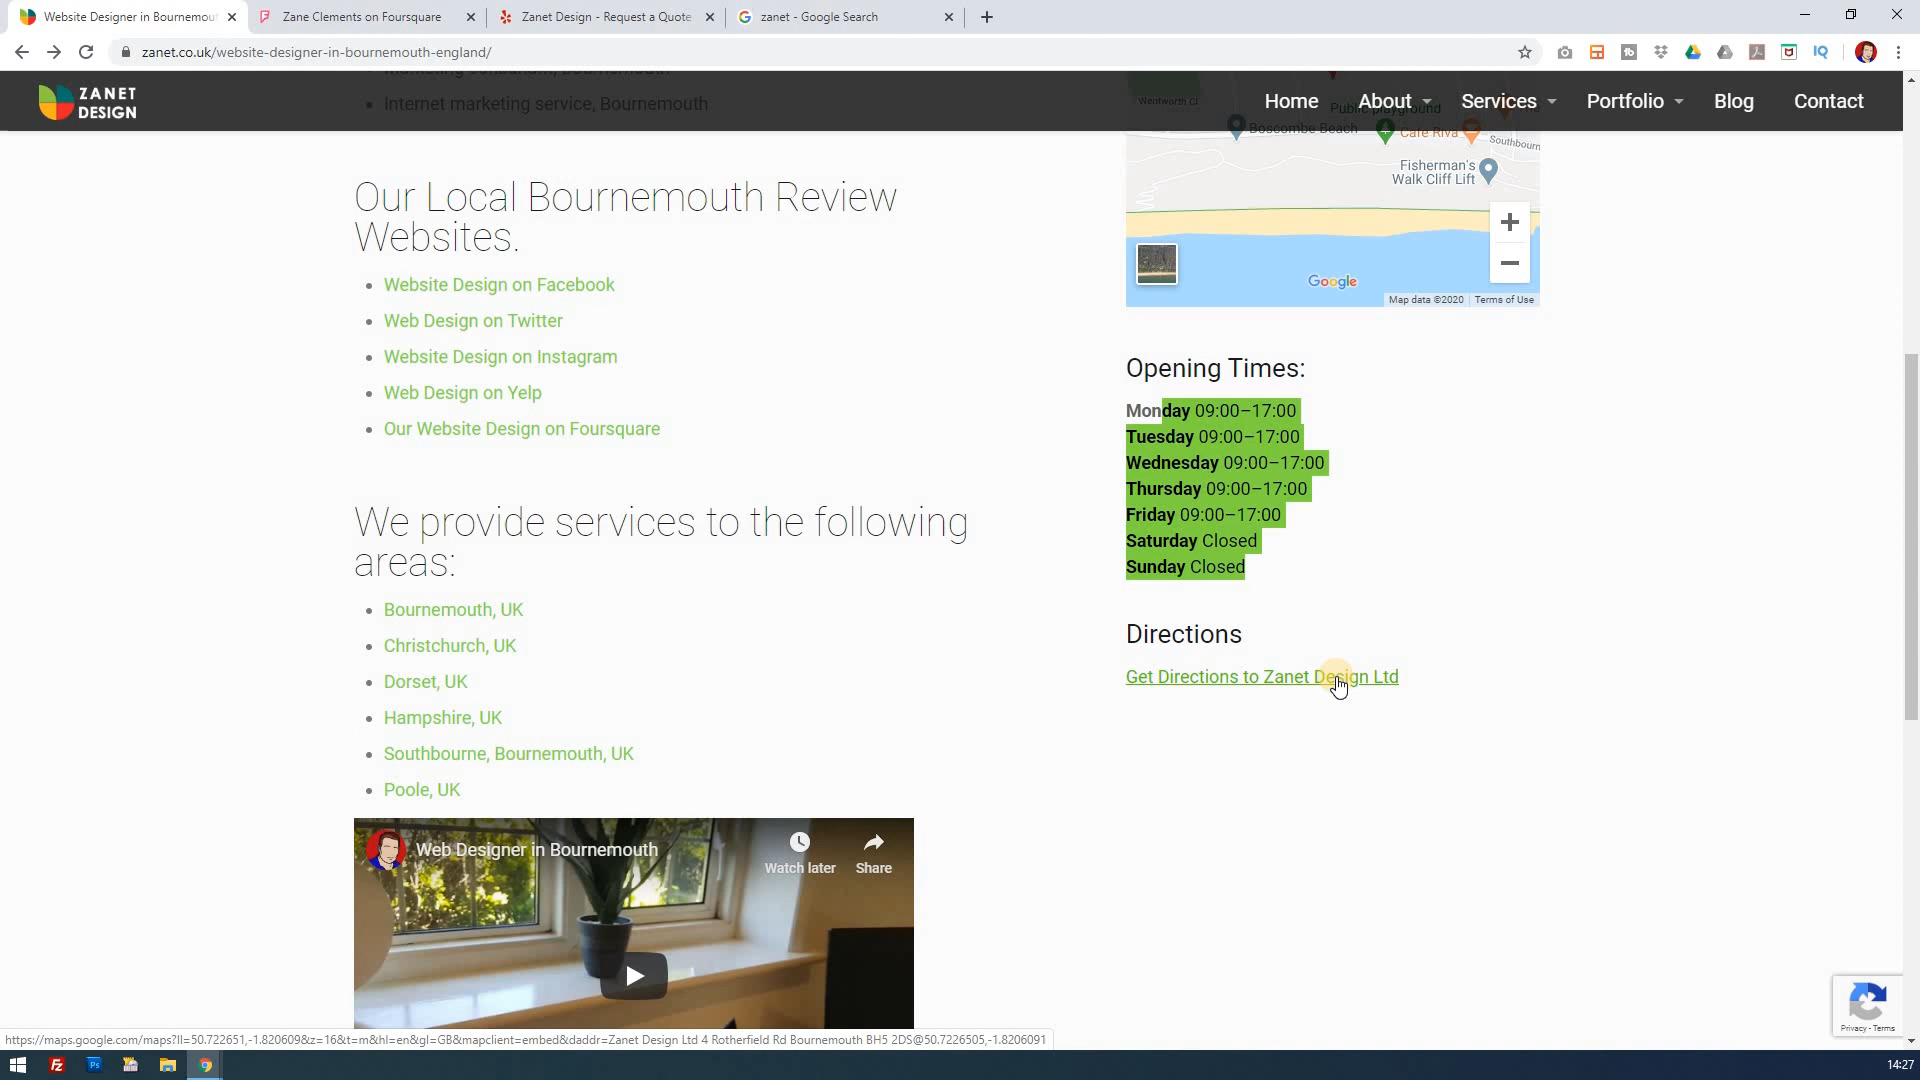 Website Designer in Bournemou
Zane Clements on Foursquare
Zanet Design - Request a Quote
zanet - Google Search
zanet.co.uk/website-designer-in-bournemouth-england/
ZANET
DESIGN
Home
About
Services
Portfolio
Blog
Contact
Internet marketing service, Bournemouth
Our Local Bournemouth Review
Websites.
Website Design on Facebook
Web Design on Twitter
Website Design on Instagram
Web Design on Yelp
Our Website Design on Foursquare
We provide services to the following
areas:
Bournemouth, UK
Christchurch, UK
Dorset, UK
Hampshire, UK
Southbourne, Bournemouth, UK
Poole, UK
Web Designer in Bournemouth
Watch later
Share
Wentworth Cl
Public playground
Boscombe Beach
Cafe Riva
Southbourn
Fisherman's
Walk Cliff Lift
Google
Map data ©2020
Terms of Use
Opening Times:
Monday 09:00–17:00
Tuesday 09:00–17:00
Wednesday 09:00–17:00
Thursday 09:00–17:00
Friday 09:00–17:00
Saturday Closed
Sunday Closed
Directions
Get Directions to Zanet Design Ltd
Privacy - Terms
https://maps.google.com/maps?ll=50.722651,-1.820609&z=16&t=m&hl=en&gl=GB&mapclient=embed&daddr=Zanet Design Ltd 4 Rotherfield Rd Bournemouth BH5 2DS@50.7226505,-1.8206091
14:27